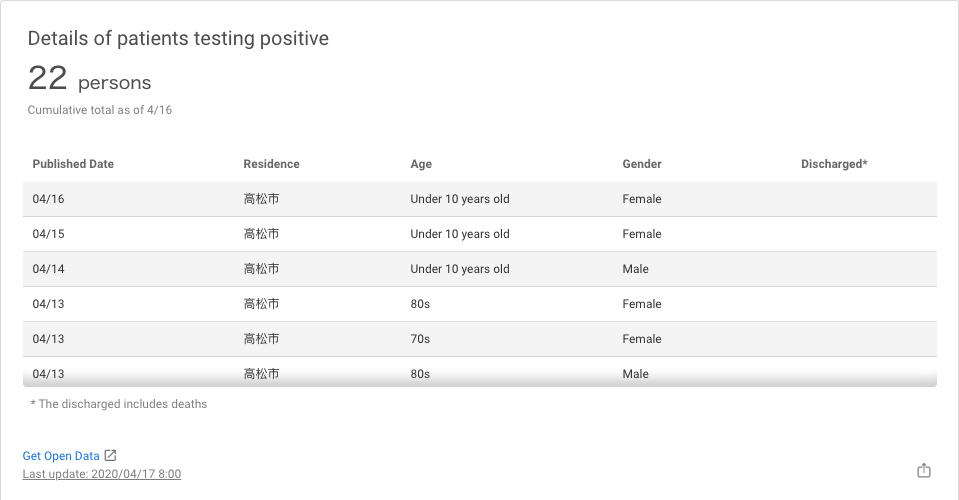 Details of patients testing positive
22 persons
Cumulative total as of 4/16
Published Date Residence Age Gender Discharged*
04/16 高松市 Under 10 years old Female
04/15 高松市 Under 10 years old Female
04/14 高松市 Under 10 years old Male
04/13 高松市 80s Female
04/13 高松市 70s Female
04/13 高松市 80s Male
* The discharged includes deaths
Get Open Data
Last update: 2020/04/17 8:00